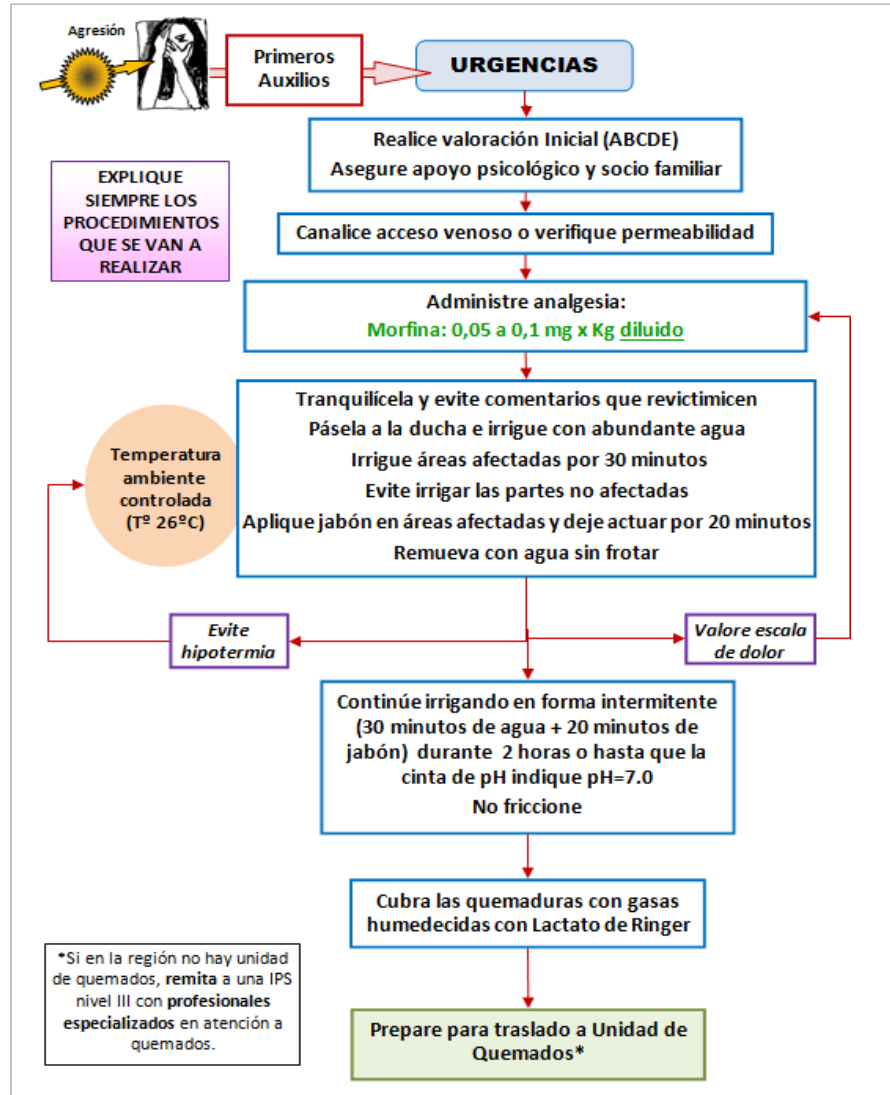 Agresión
Primeros
Auxilios
URGENCIAS
Realice valoración Inicial (ABCDE)
Asegure apoyo psicológico y socio familiar
EXPLIQUE
SIEMPRE LOS
PROCEDIMIENTOS
QUE SE VAN A
REALIZAR
Canalice acceso venoso o verifique permeabilidad
Administre analgesia:
Morfina: 0,05 a 0,1 mg x Kg diluido
Tranquilícela y evite comentarios que revictimicen
Pásela a la ducha e irrigue con abundante agua
Irrigue áreas afectadas por 30 minutos
Evite irrigar las partes no afectadas
Aplique jabón en áreas afectadas y deje actuar por 20 minutos
Remueva con agua sin frotar
Temperatura
ambiente
controlada
(Tº 26ºC)
Evite
hipotermia
Valore escala
de dolor
Continúe irrigando en forma intermitente
(30 minutos de agua + 20 minutos de
jabón) durante 2 horas o hasta que la
cinta de pH indique pH=7.0
No friccione
Cubra las quemaduras con gasas
humedecidas con Lactato de Ringer
*Si en la región no hay unidad
de quemados, remita a una IPS
nivel III con profesionales
especializados en atención a
quemados.
Prepare para traslado a Unidad de
Quemados*